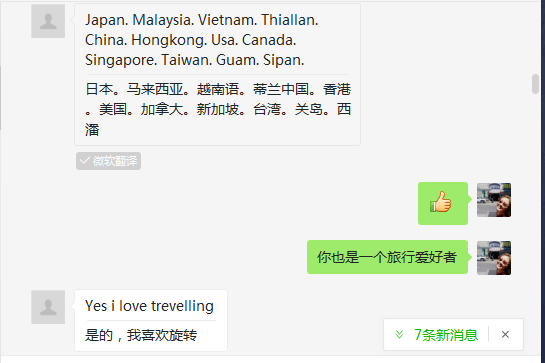 Japan. Malaysia. Vietnam. Thiallan.
China. Hongkong. Usa. Canada.
Singapore. Taiwan. Guam. Sipan.
日本。马来西亚。越南语。蒂兰中国。香港
。美国。加拿大。新加坡。台湾。关岛。西
潘
微软翻译
你也是一个旅行爱好者
Yes i love trevelling
是的，我喜欢旋转
7条新消息